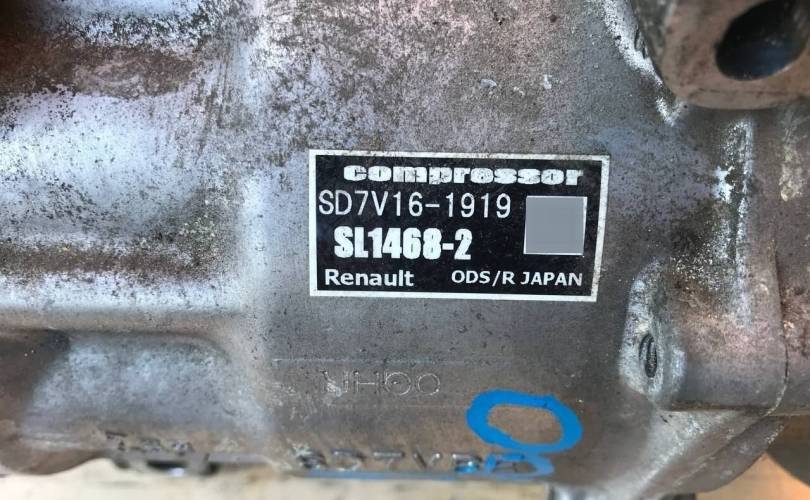 compressor
SD7V16-1919
SL1468-2
Renault ODS/R JAPAN